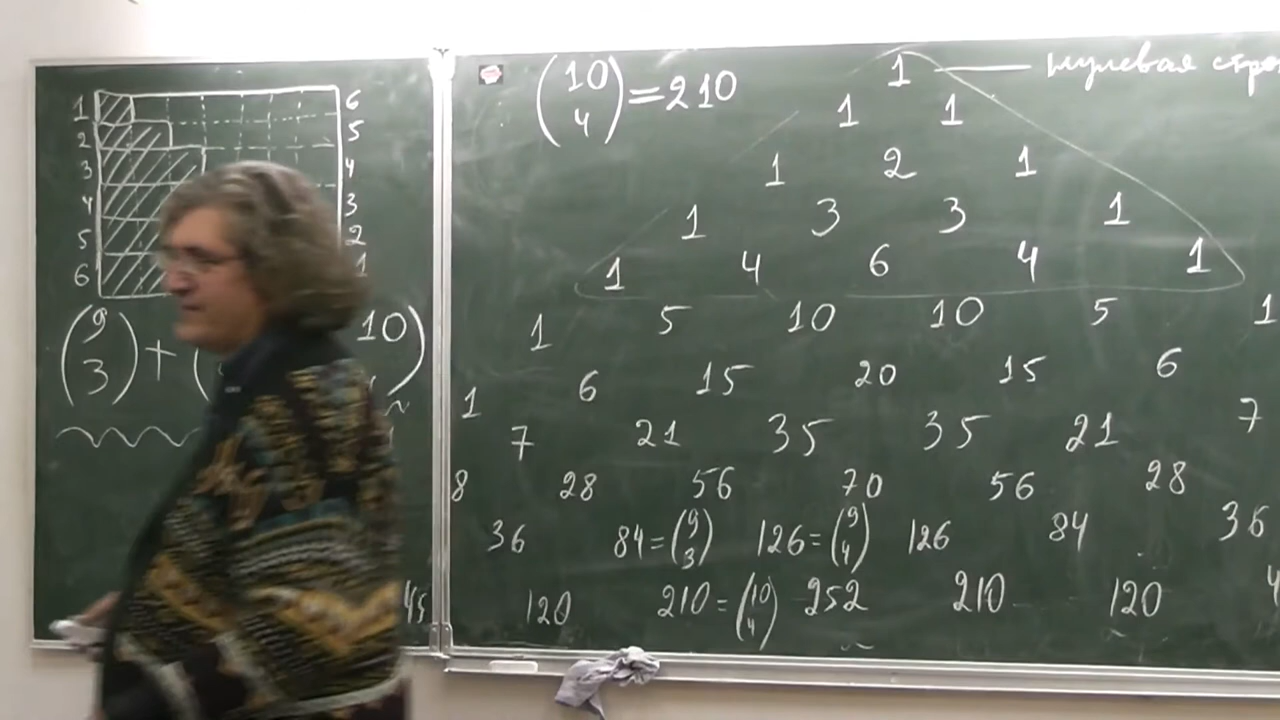 1 6
2 5
3 4
4 3
5 2
6 1
(9 3) + ( 10 )
45
(10 4) = 210
1 — нулевая
1 1
1 2 1
1 3 3 1
1 4 6 4 1
1 5 10 10 5 1
1 6 15 20 15 6
7 21 35 35 21 7
8 28 56 70 56 28
36 84 = (9 3) 126 = (9 4) 126 84 36
120 210 = (10 4) 252 210 120 4